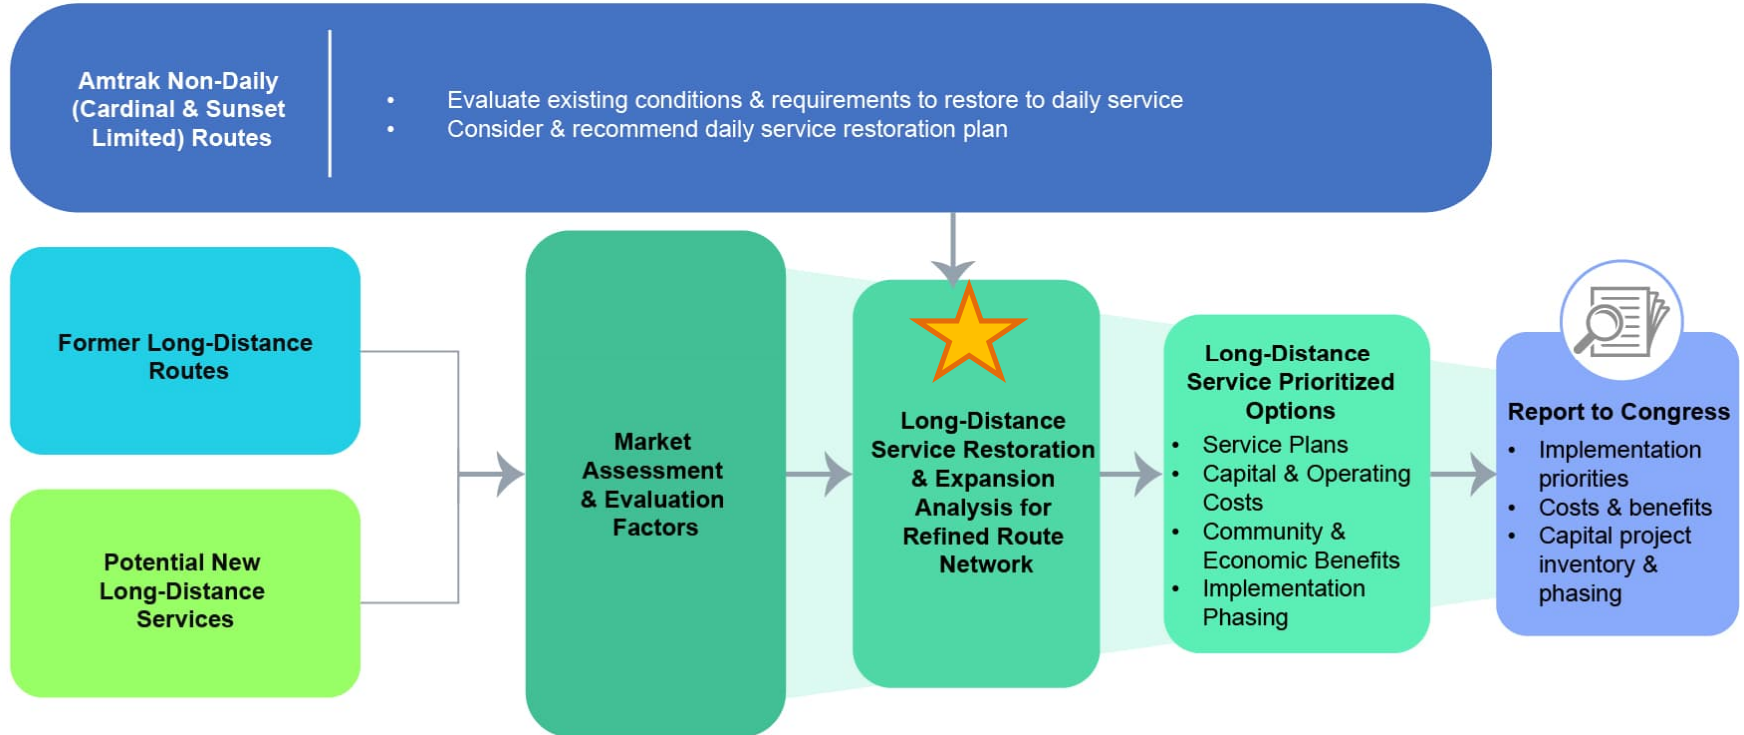 Amtrak Non-Daily
(Cardinal & Sunset
Limited) Routes
• Evaluate existing conditions & requirements to restore to daily service
• Consider & recommend daily service restoration plan
Former Long-Distance
Routes
Potential New
Long-Distance
Services
Market
Assessment
& Evaluation
Factors
Long-Distance
Service Restoration
& Expansion
Analysis for
Refined Route
Network
Long-Distance
Service Prioritized
Options
• Service Plans
• Capital & Operating
Costs
• Community &
Economic Benefits
• Implementation
Phasing
Report to Congress
• Implementation
priorities
• Costs & benefits
• Capital project
inventory &
phasing